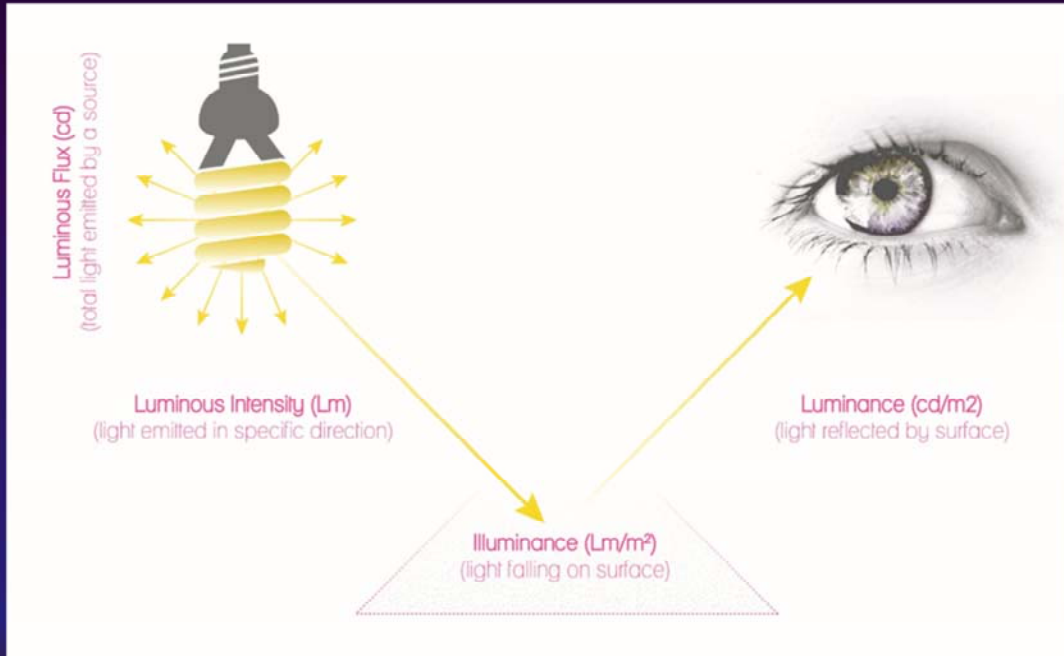 Luminous Flux (cd)
(total light emitted by a source)
Luminous Intensity (Lm)
(light emitted in specific direction)
Luminance (cd/m2)
(light reflected by surface)
Illuminance (Lm/m²)
(light falling on surface)